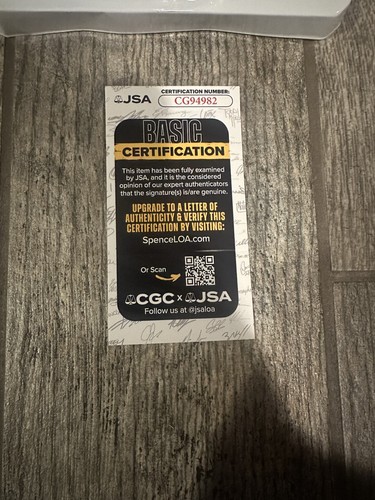 JSA
CERTIFICATION NUMBER:
CG94982
BASIC
CERTIFICATION
This item has been fully examined
by JSA, and it is the considered
opinion of our expert authenticators
that the signature(s) is/are genuine.
UPGRADE TO A LETTER OF
AUTHENTICITY & VERIFY THIS
CERTIFICATION BY VISITING:
SpenceLOA.com
Or Scan
CGC x JSA
Follow us at @jsaloa